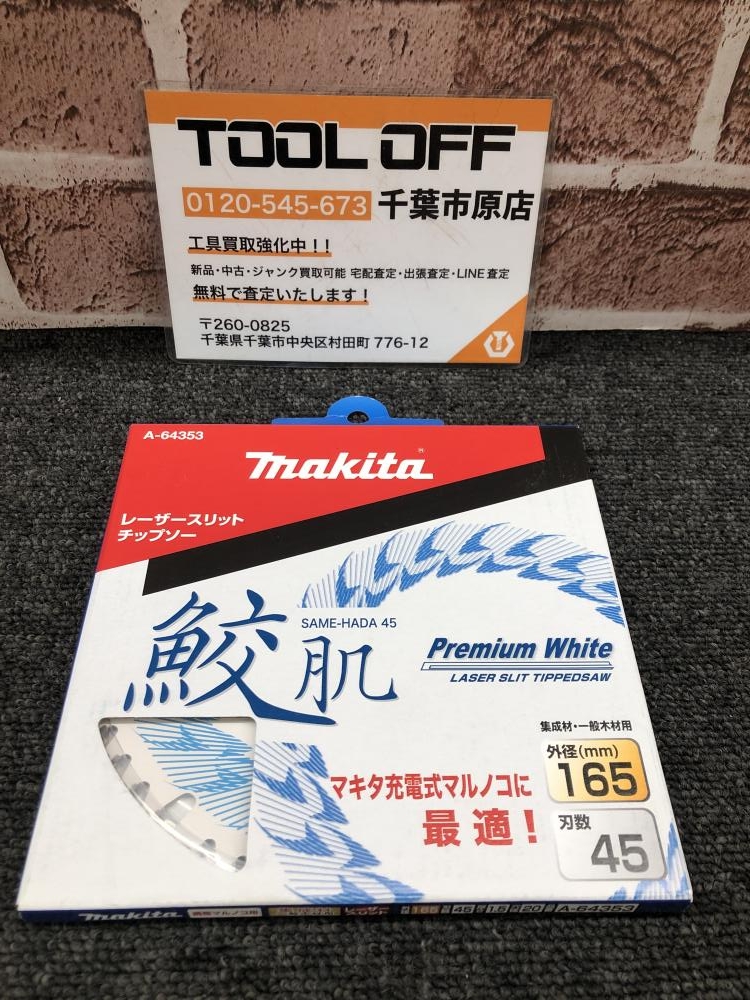 TOOL OFF
0120-545-673 千葉市原店
工具買取強化中！！
新品・中古・ジャンク買取可能 宅配査定・出張査定・LINE査定
無料で査定いたします！
〒260-0825
千葉県千葉市中央区村田町 776-12
A-64353
makita®
レーザースリット
チップソー
鮫肌
SAME-HADA 45
Premium White
LASER SLIT TIPPEDSAW
集成材・一般木材用
外径(mm)
165
マキタ充電式マルノコに
最適！
刃数
45
makita 165 45 1.6 20 A-64353